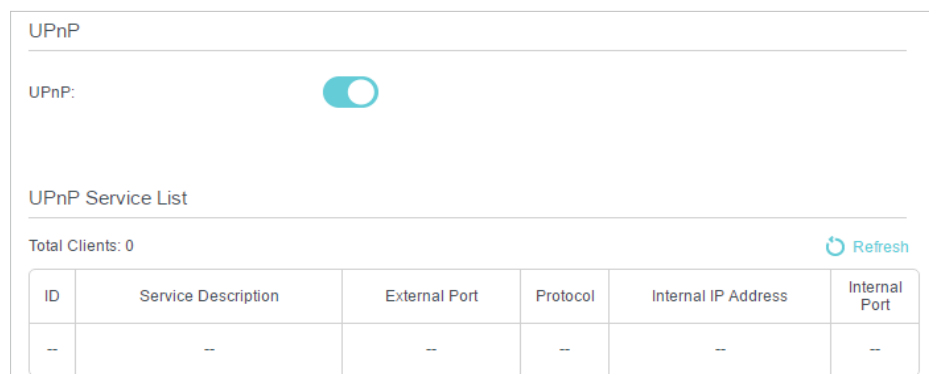 UPnP
UPnP:
UPnP Service List
Total Clients: 0
Refresh
ID Service Description External Port Protocol Internal IP Address Internal Port
-- -- -- -- -- --